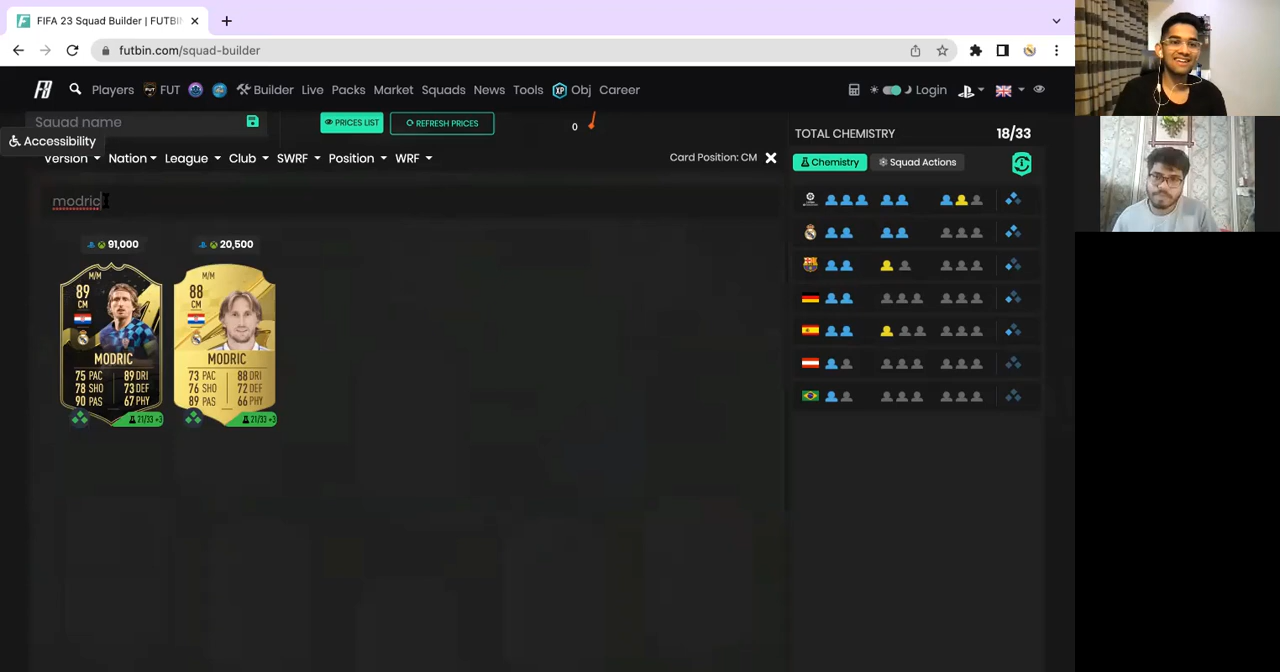 FIFA 23 Squad Builder | FUTBIN
futbin.com/squad-builder
Players FUT Builder Live Packs Market Squads News Tools XP Obj Career Login
Squad name PRICES LIST REFRESH PRICES 0 TOTAL CHEMISTRY 18/33
Accessibility
Version Nation League Club SWRF Position WRF Card Position: CM
Chemistry Squad Actions
modric
91,000 20,500
M/M M/M
89 88
CM CM
MODRIC MODRIC
75 PAC 89 DRI 73 PAC 88 DRI
78 SHO 73 DEF 76 SHO 72 DEF
90 PAS 67 PHY 89 PAS 66 PHY
21/33 +3 21/33 +3